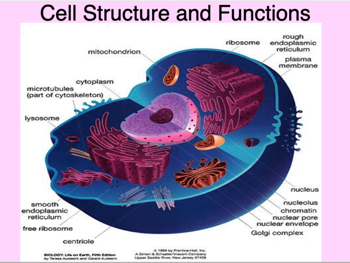 Cell Structure and Functions
mitochondrion
ribosome
rough
endoplasmic
reticulum
plasma
membrane
cytoplasm
microtubules
(part of cytoskeleton)
lysosome
smooth
endoplasmic
reticulum
free ribosome
centriole
nucleus
nucleolus
chromatin
nuclear pore
nuclear envelope
Golgi complex
BIOLOGY: Life on Earth, Fifth Edition
by Teresa Audesirk and Gerald Audesirk
© 1999 by Prentice-Hall, Inc.
A Simon & Schuster/Viacom Company
Upper Saddle River, New Jersey 07458